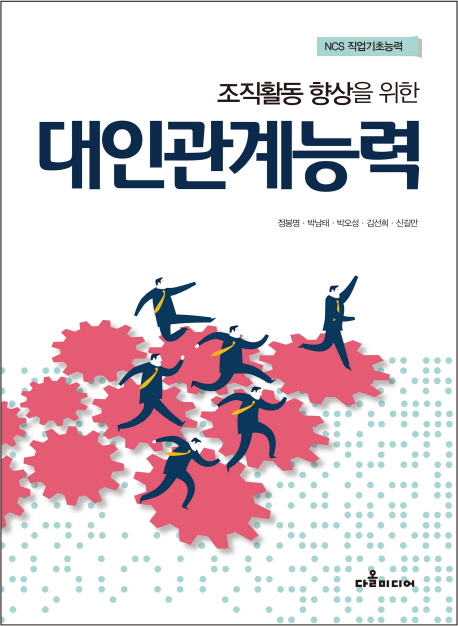 NCS 직업기초능력
조직활동 향상을 위한
대인관계능력
정봉명 · 박남태 · 박오성 · 김선희 · 신길만
다올미디어